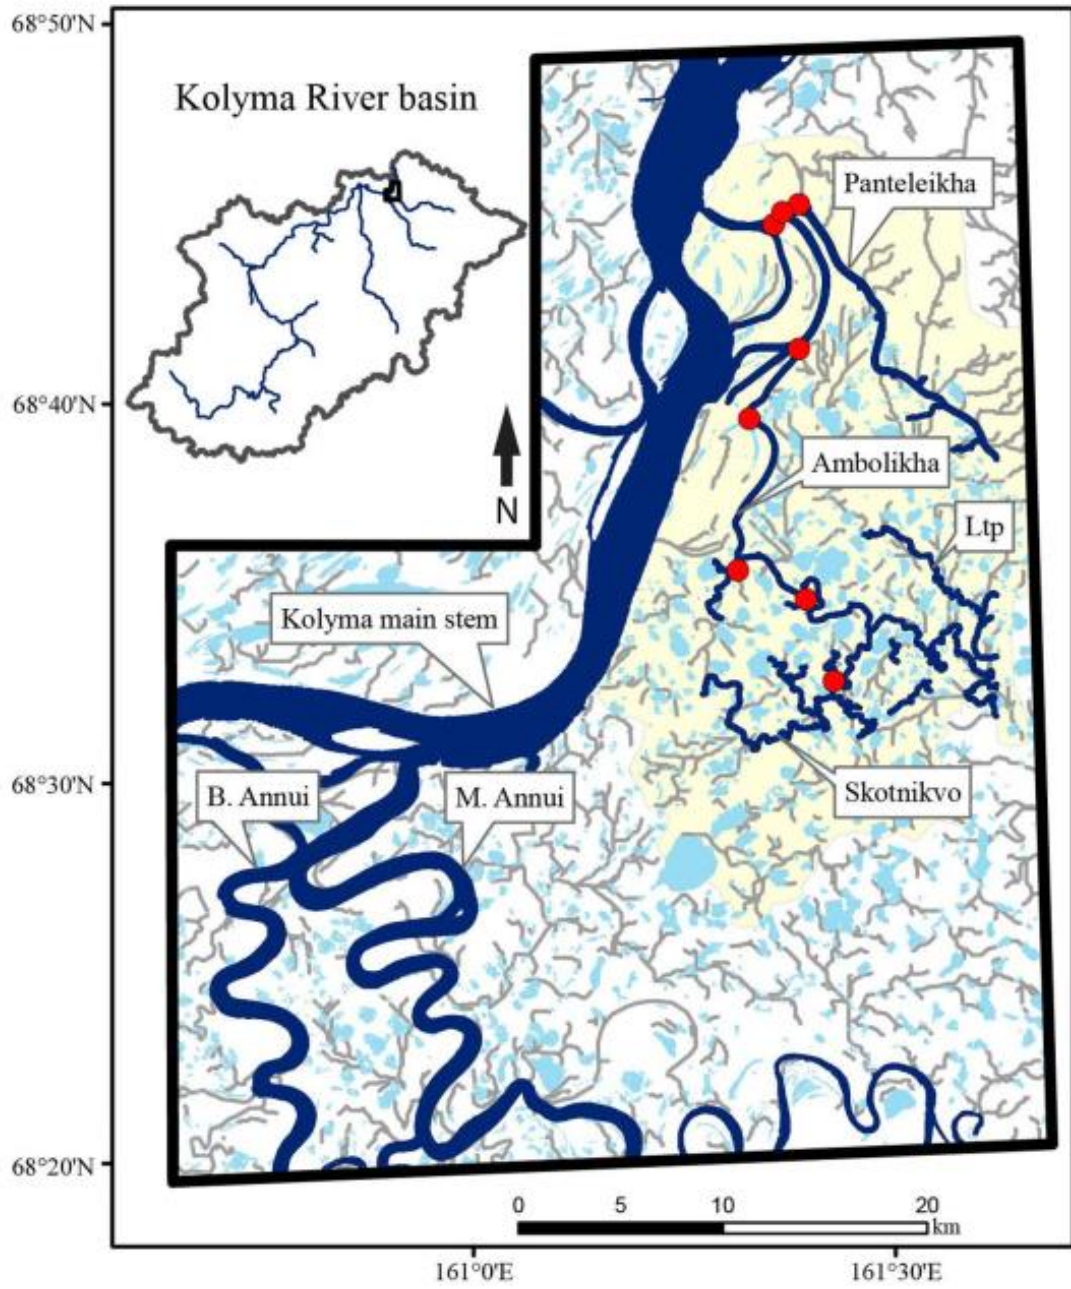 68°50'N
Kolyma River basin
Panteleikha
68°40'N
Ambolikha
N
Ltp
Kolyma main stem
68°30'N
B. Annui
M. Annui
Skotnikvo
68°20'N
0 5 10 20
km
161°0'E
161°30'E